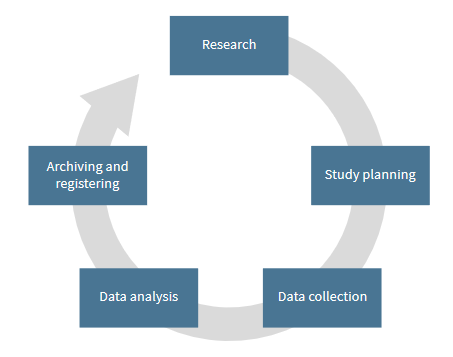 Research
Study planning
Data collection
Data analysis
Archiving and
registering